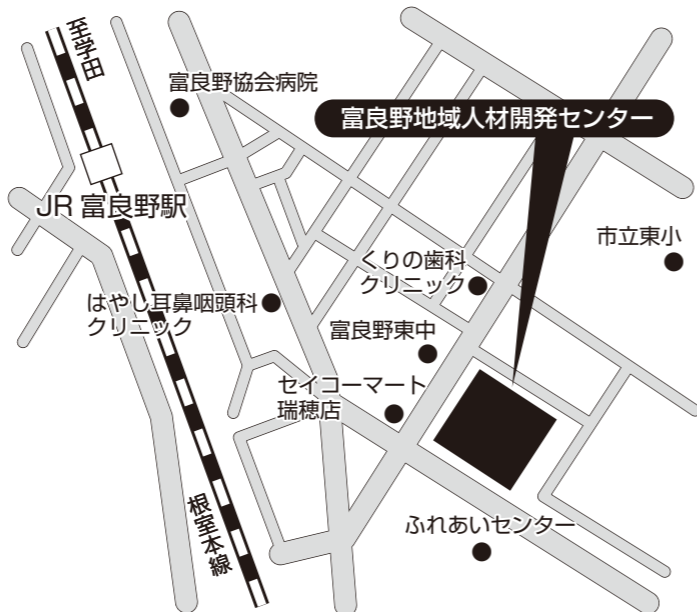 至学田
富良野協会病院
富良野地域人材開発センター
JR 富良野駅
市立東小
くりの歯科
クリニック
はやし耳鼻咽頭科
クリニック
富良野東中
セイコーマート
瑞穂店
根室本線
ふれあいセンター